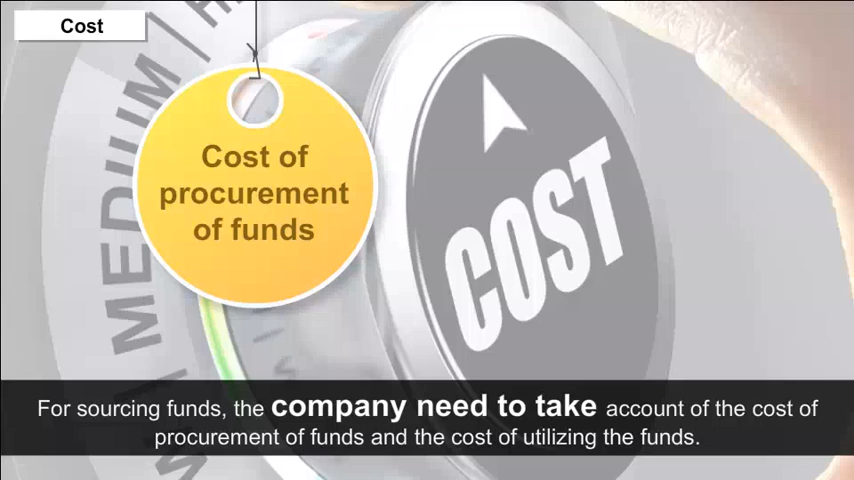 Cost
Cost of
procurement
of funds
MEDIUM
COST
For sourcing funds, the company need to take account of the cost of
procurement of funds and the cost of utilizing the funds.